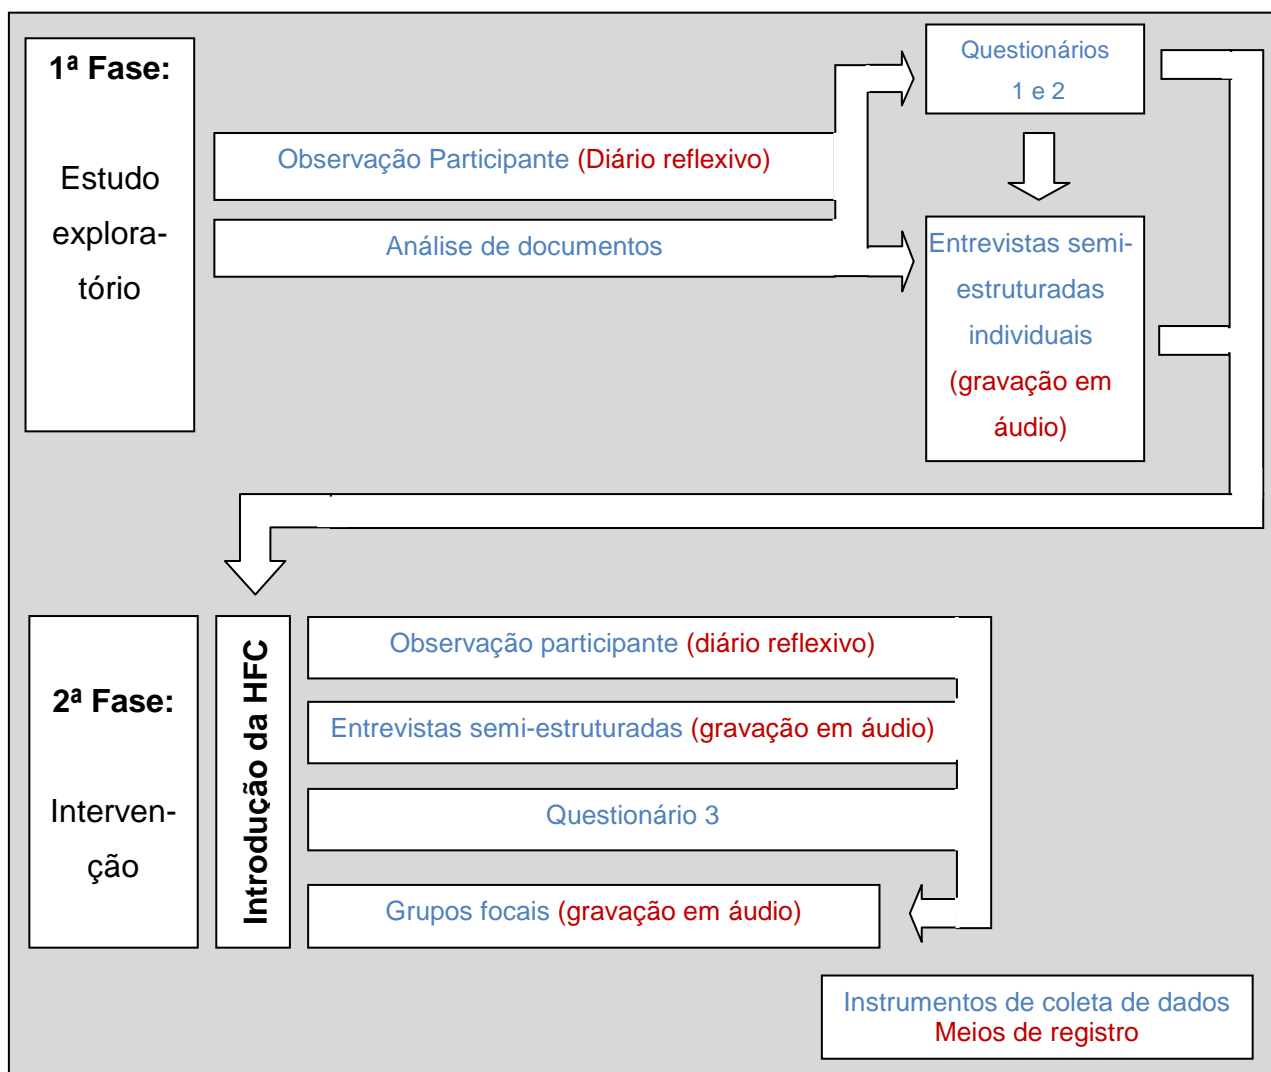 1ª Fase:
Estudo
explora-
tório
Observação Participante (Diário reflexivo)
Análise de documentos
Questionários
1 e 2
Entrevistas semi-
estruturadas
individuais
(gravação em
áudio)
2ª Fase:
Interven-
ção
Introdução da HFC
Observação participante (diário reflexivo)
Entrevistas semi-estruturadas (gravação em áudio)
Questionário 3
Grupos focais (gravação em áudio)
Instrumentos de coleta de dados
Meios de registro